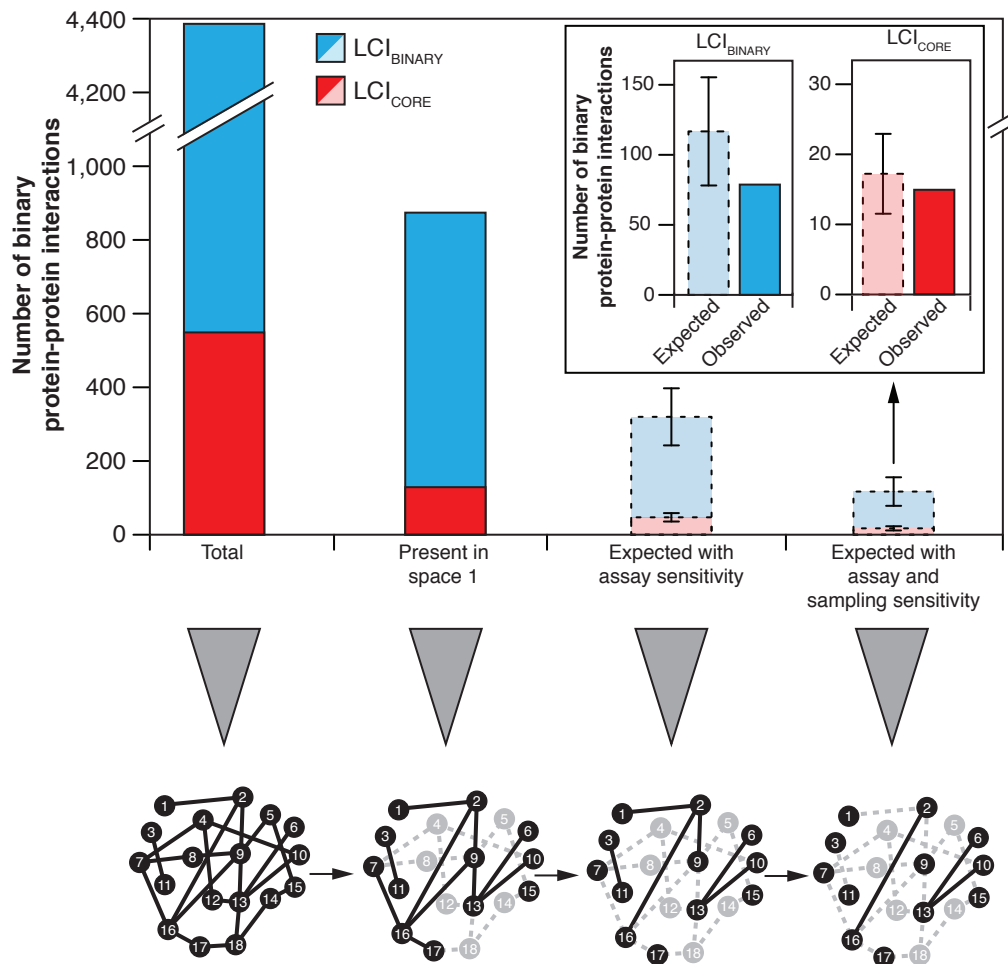 4,400
4,200
1,000
800
600
400
200
0
Number of binary
protein-protein interactions
LCI_BINARY
LCI_CORE
Number of binary
protein-protein interactions
LCI_BINARY
150
100
50
0
Expected
Observed
LCI_CORE
30
20
10
0
Expected
Observed
Total
Present in
space 1
Expected with
assay sensitivity
Expected with
assay and
sampling sensitivity
1 2 3 4 5 6 7 8 9 10 11 12 13 14 15 16 17 18
1 2 3 4 5 6 7 8 9 10 11 12 13 14 15 16 17 18
1 2 3 4 5 6 7 8 9 10 11 12 13 14 15 16 17 18
1 2 3 4 5 6 7 8 9 10 11 12 13 14 15 16 17 18